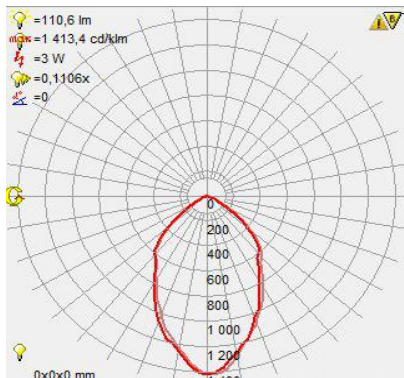 =110,6 lm
max =1 413,4 cd/klm
=3 W
=0,1106x
=0
G
0
200
400
600
800
1 000
1 200
0x0x0 mm